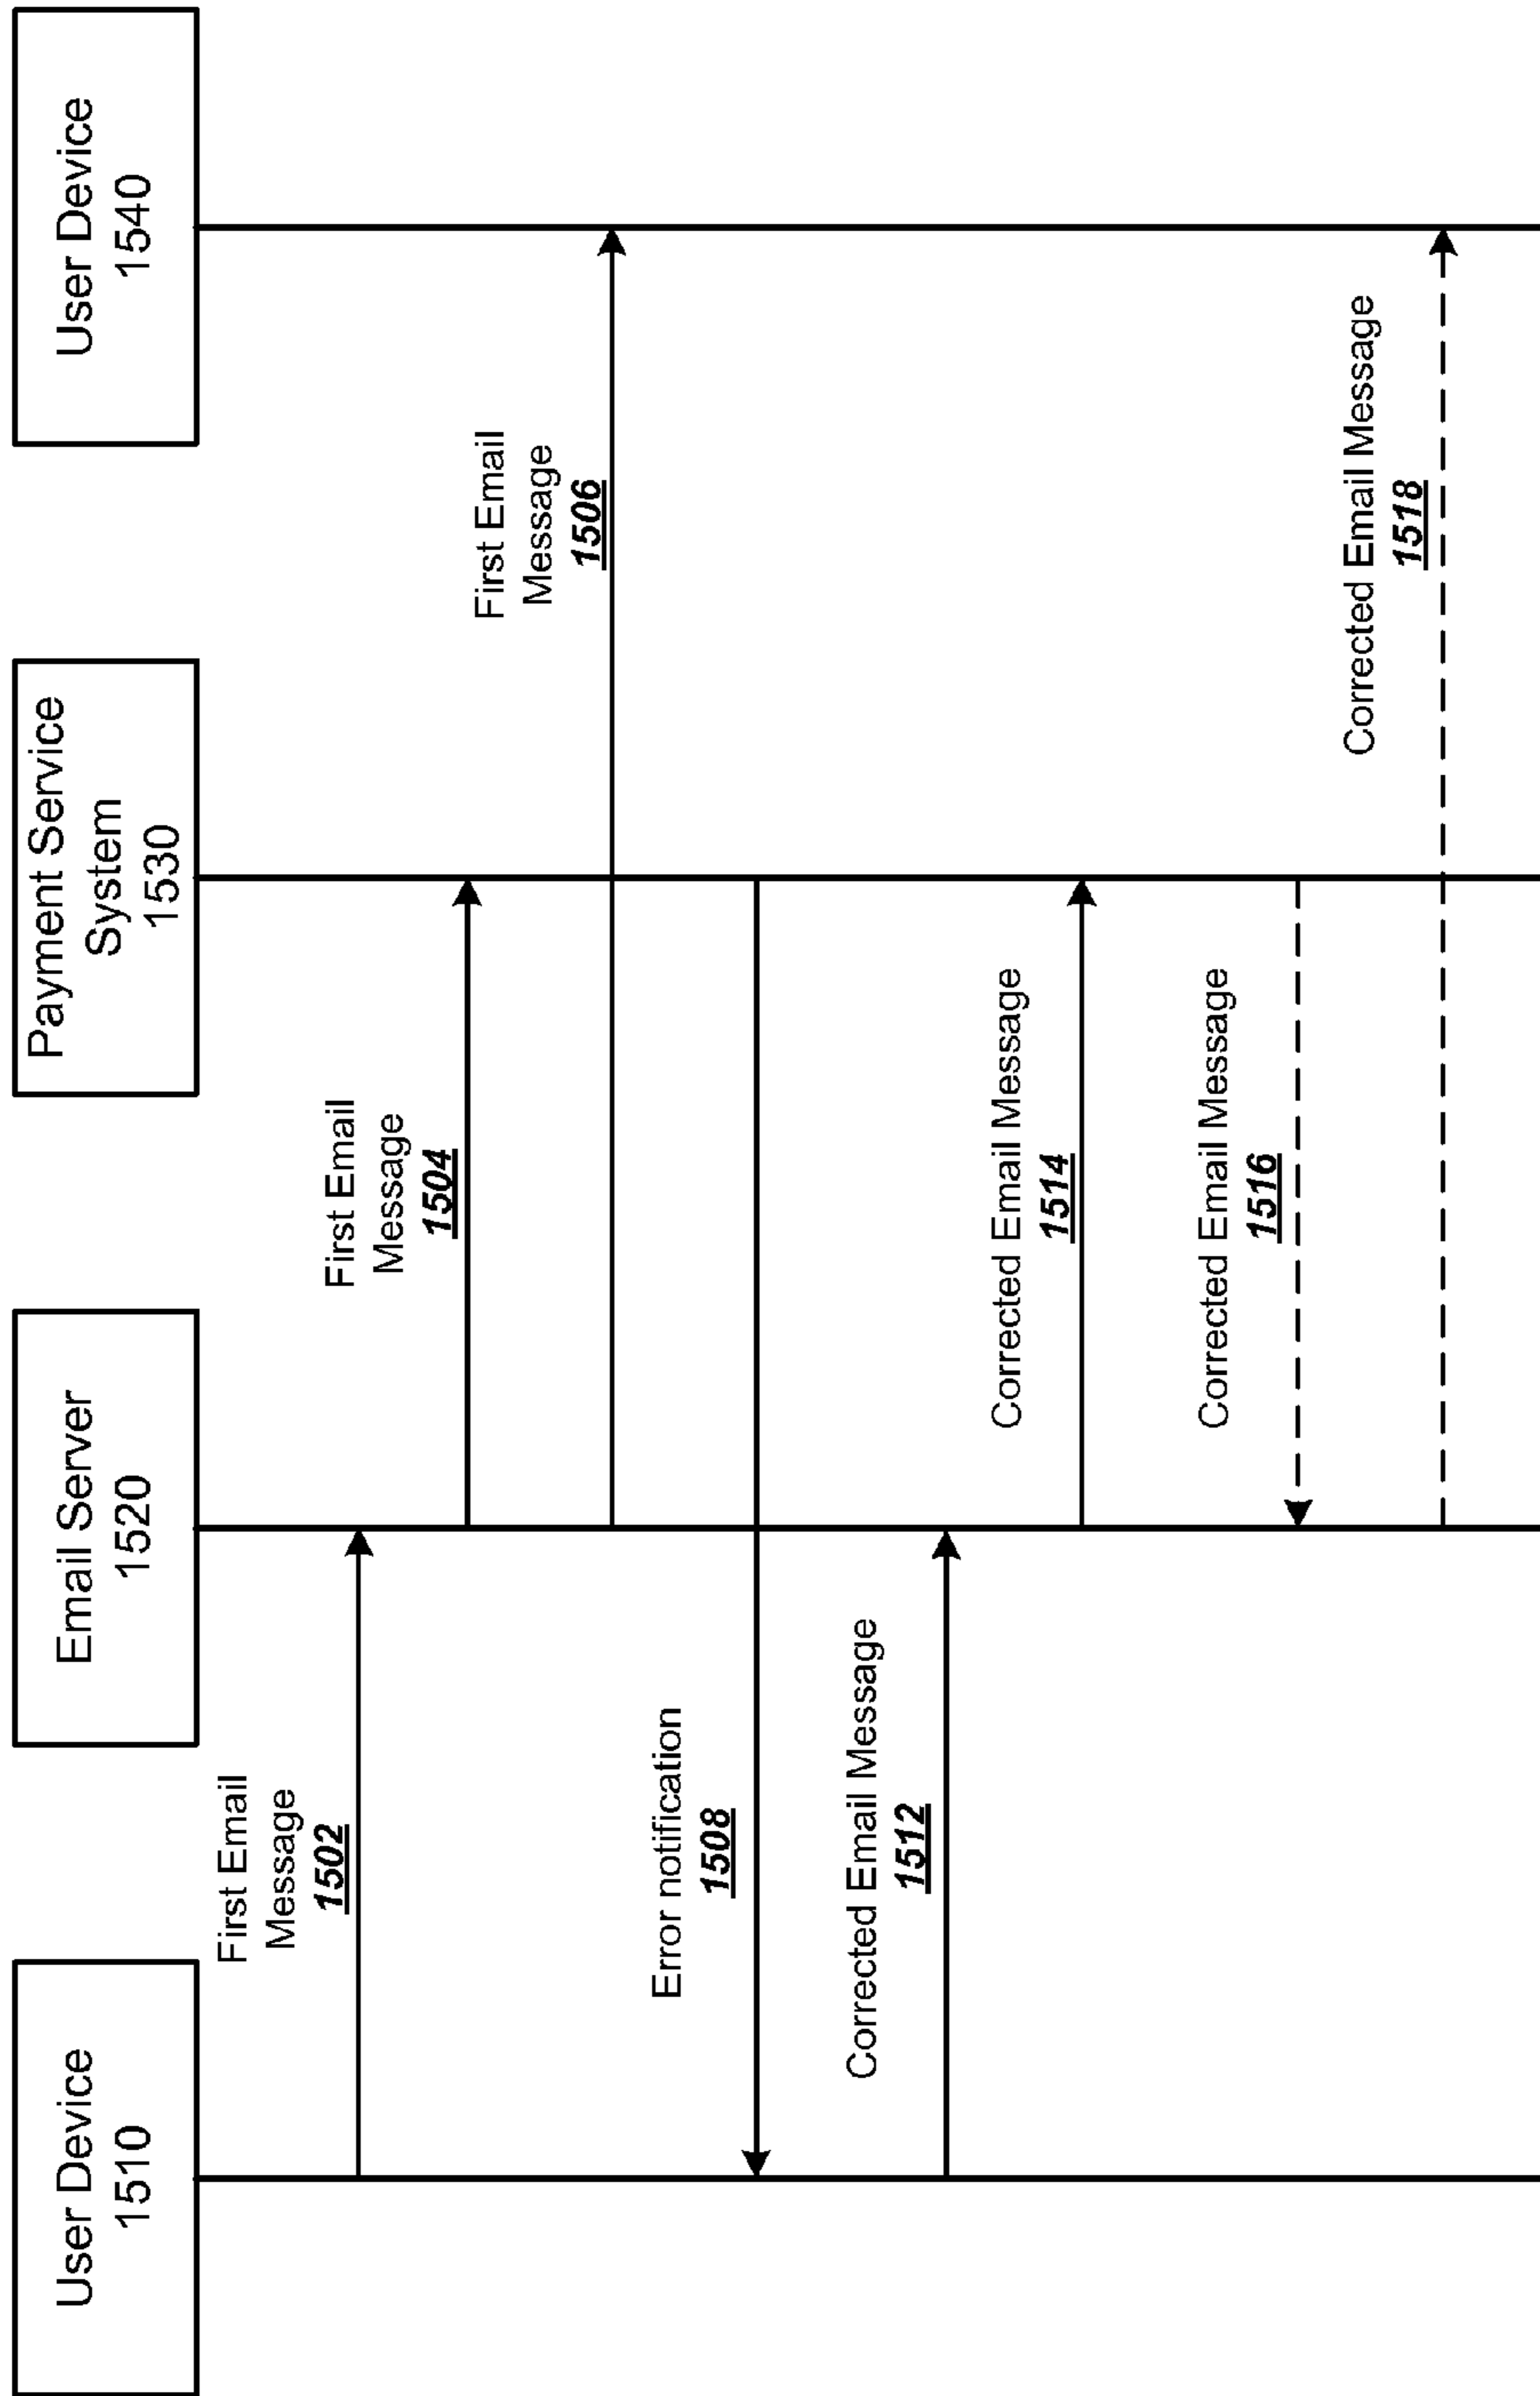 User Device
1510
Email Server
1520
Payment Service
System
1530
User Device
1540
First Email
Message
1502
First Email
Message
1504
First Email
Message
1506
Error notification
1508
Corrected Email Message
1512
Corrected Email Message
1514
Corrected Email Message
1516
Corrected Email Message
1518